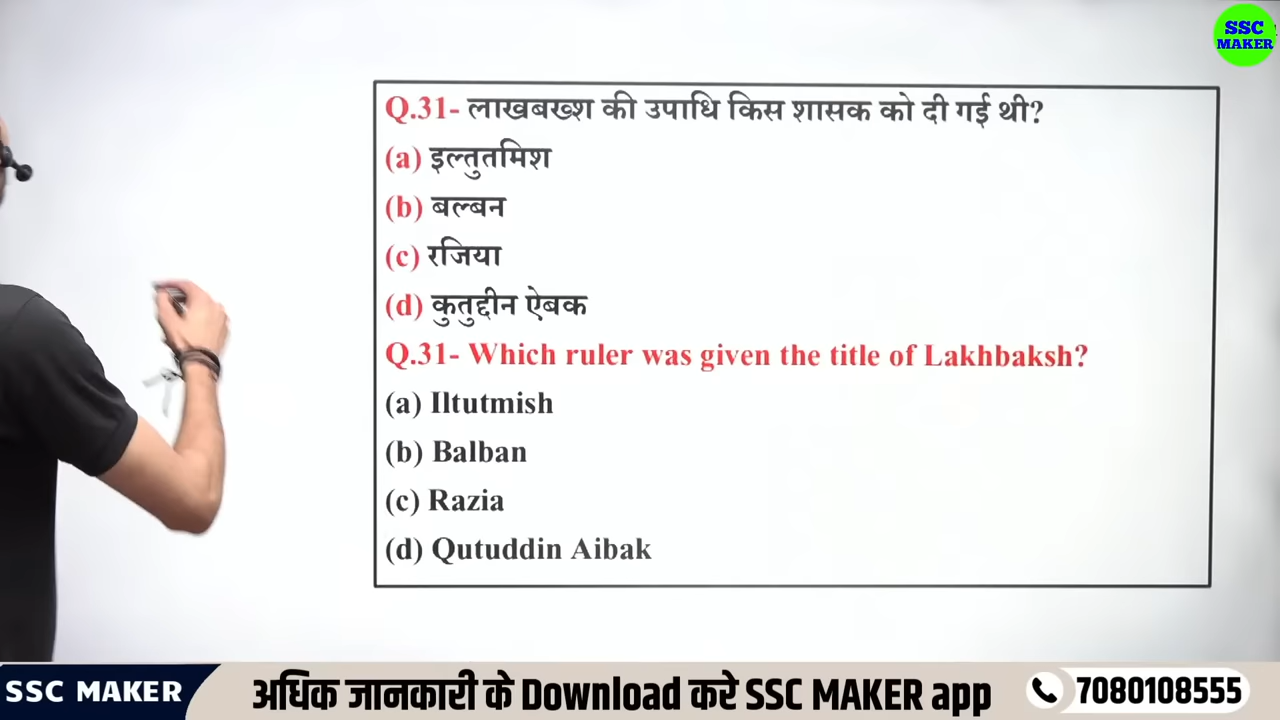 SSC
MAKER
Q.31- लाखबख्श की उपाधि किस शासक को दी गई थी?
(a) इल्तुतमिश
(b) बल्बन
(c) रजिया
(d) कुतुद्दीन ऐबक
Q.31- Which ruler was given the title of Lakhbaksh?
(a) Iltutmish
(b) Balban
(c) Razia
(d) Qutuddin Aibak
SSC MAKER
अधिक जानकारी के Download करे SSC MAKER app
7080108555